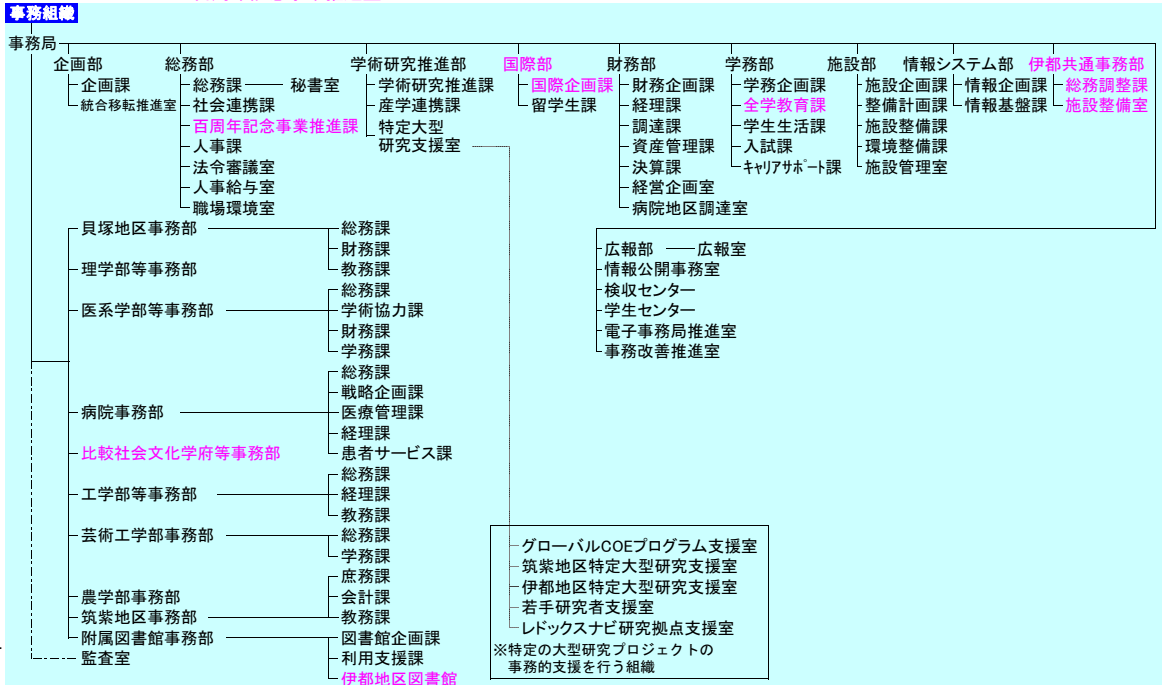 事務組織
事務局
企画部
企画課
統合移転推進室
総務部
総務課
秘書室
社会連携課
百周年記念事業推進課
人事課
法令審議室
人事給与室
職場環境室
学術研究推進部
学術研究推進課
産学連携課
特定大型
研究支援室
国際部
国際企画課
留学生課
財務部
財務企画課
経理課
調達課
資産管理課
決算課
経営企画室
病院地区調達室
学務部
学務企画課
全学教育課
学生生活課
入試課
キャリアサポート課
施設部
施設企画課
整備計画課
施設整備課
環境整備課
施設管理室
情報システム部
情報企画課
情報基盤課
伊都共通事務部
総務調整課
施設整備室
広報部
広報室
情報公開事務室
検収センター
学生センター
電子事務局推進室
事務改善推進室
貝塚地区事務部
総務課
財務課
教務課
理学部等事務部
医系学部等事務部
総務課
学術協力課
財務課
学務課
病院事務部
総務課
戦略企画課
医療管理課
経理課
患者サービス課
比較社会文化学府等事務部
工学部等事務部
総務課
経理課
教務課
芸術工学部事務部
総務課
学務課
農学部事務部
筑紫地区事務部
庶務課
会計課
教務課
附属図書館事務部
図書館企画課
利用支援課
伊都地区図書館
監査室
グローバルCOEプログラム支援室
筑紫地区特定大型研究支援室
伊都地区特定大型研究支援室
若手研究者支援室
レドックスナビ研究拠点支援室
※特定の大型研究プロジェクトの
事務的支援を行う組織